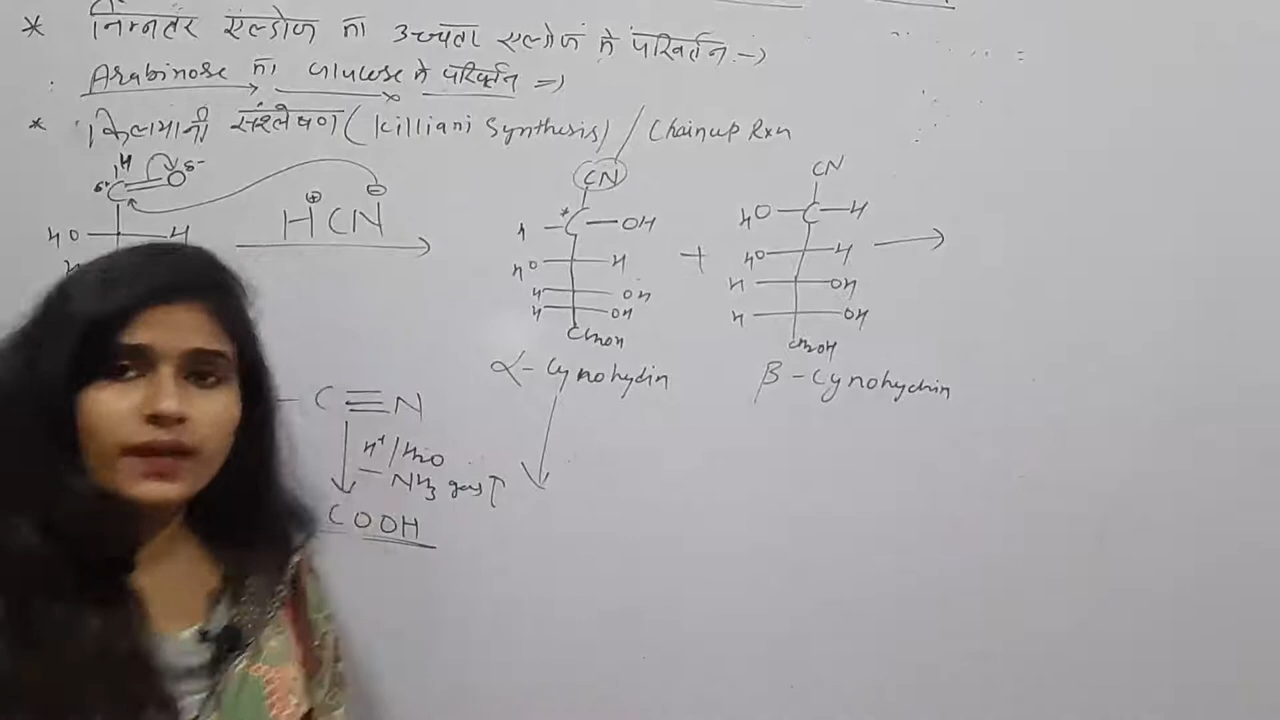 * निम्नतर एल्डोज का उच्चतर एल्डोज में परिवर्तन →
Arabinose का Glucose में परिवर्तन ⇒
* किलयानी संश्लेषण (Killiani Synthesis) / Chainup Rxn
H
δ+ C = O δ-
HO H
H⊕ CN⊖
CN
* C OH
HO H
H OH
H OH
CH2OH
α- Cynohydin
+
CN
HO C H
HO H
H OH
H OH
CH2OH
β - Cynohydrin
- C≡N
H+/H2O
- NH3 gas↑
COOH